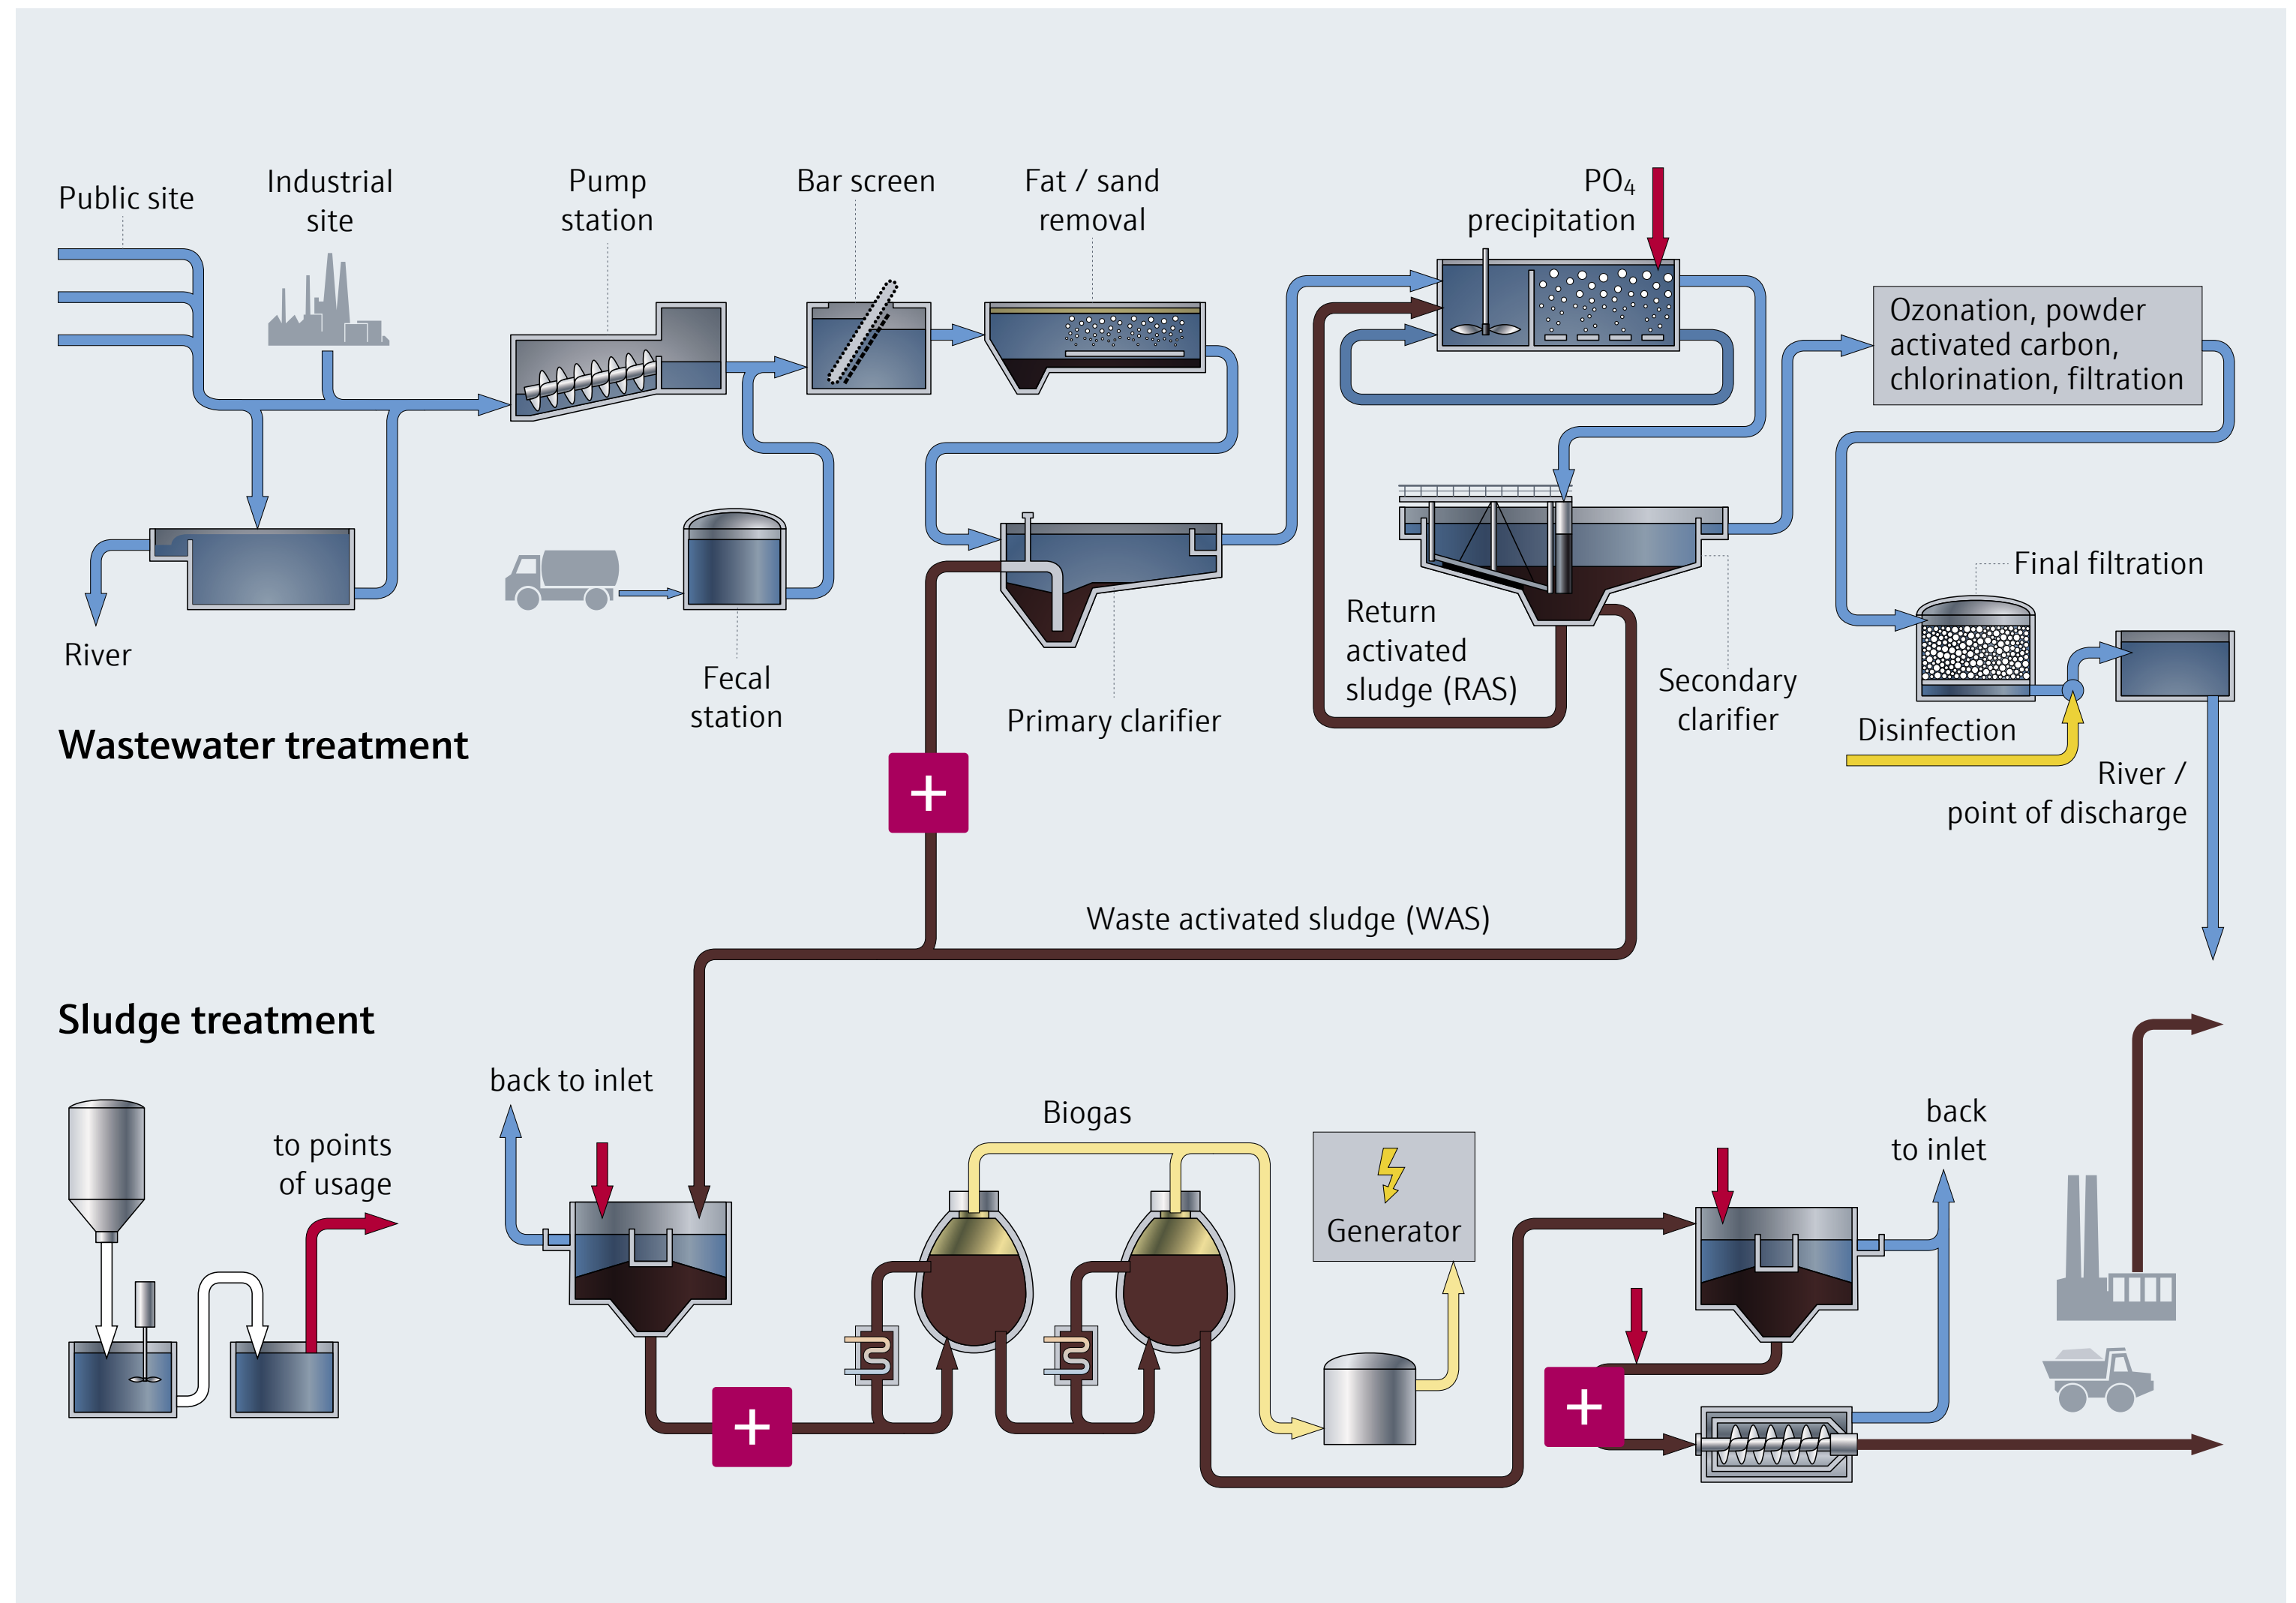 Public site
Industrial
site
Pump
station
Bar screen
Fat / sand
removal
PO₄
precipitation
Ozonation, powder
activated carbon,
chlorination, filtration
River
Fecal
station
Primary clarifier
Return
activated
sludge (RAS)
Secondary
clarifier
Final filtration
Disinfection
River /
point of discharge
Wastewater treatment
+
Waste activated sludge (WAS)
Sludge treatment
to points
of usage
back to inlet
Biogas
Generator
back
to inlet
+
+